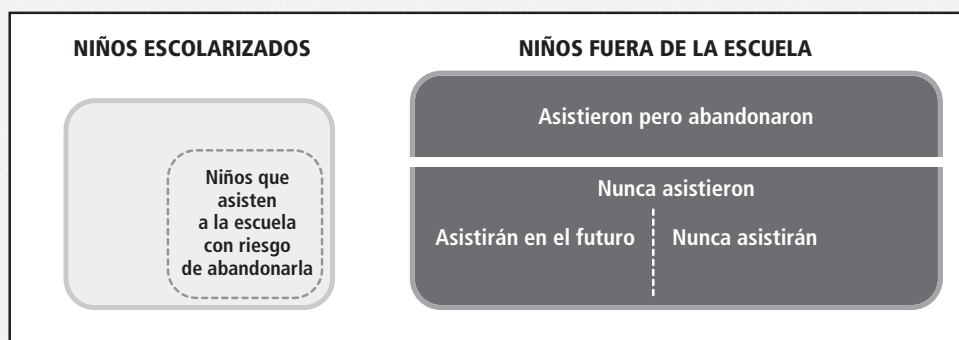 NIÑOS ESCOLARIZADOS
NIÑOS FUERA DE LA ESCUELA
Niños que
asisten
a la escuela
con riesgo
de abandonarla
Asistieron pero abandonaron
Nunca asistieron
Asistirán en el futuro
Nunca asistirán